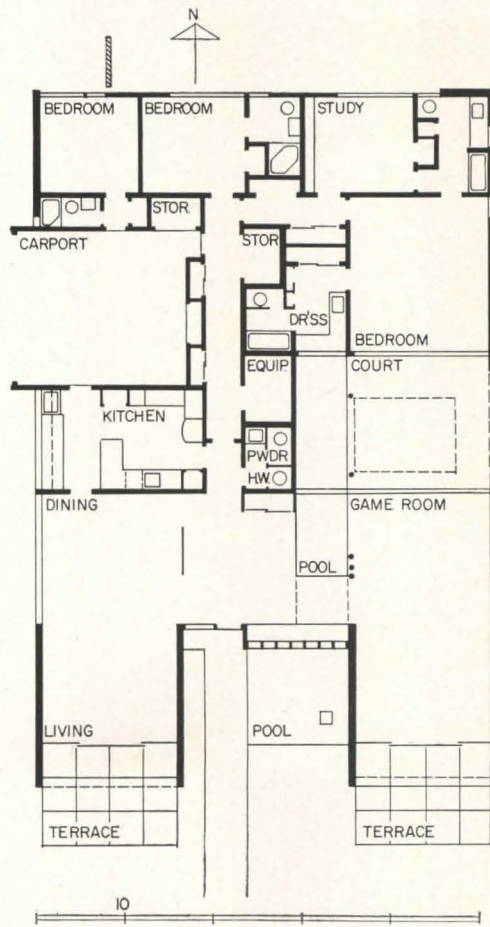 N
BEDROOM BEDROOM STUDY
STOR.
CARPORT
STOR.
DR'SS
BEDROOM
EQUIP. COURT
KITCHEN
PWDR
H.W.
DINING GAME ROOM
POOL
LIVING POOL
TERRACE TERRACE
10